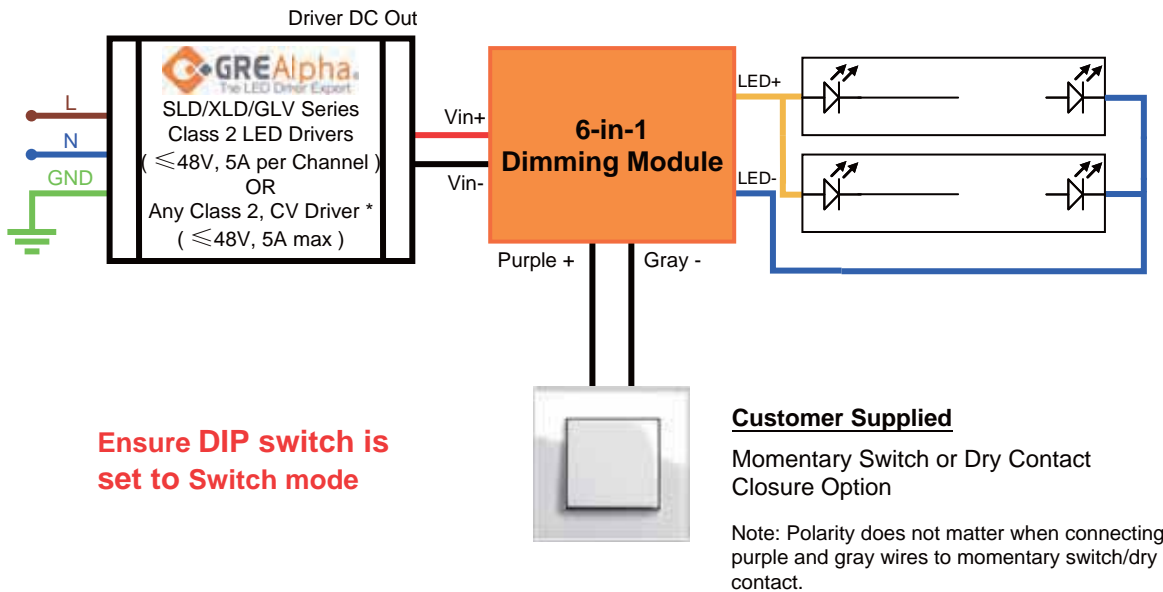 Driver DC Out
GREAlpha®
The LED Driver Expert
SLD/XLD/GLV Series
Class 2 LED Drivers
( ≤48V, 5A per Channel )
OR
Any Class 2, CV Driver *
( ≤48V, 5A max )
L
N
GND
Vin+
Vin-
6-in-1
Dimming Module
LED+
LED-
Purple +
Gray -
Ensure DIP switch is
set to Switch mode
Customer Supplied
Momentary Switch or Dry Contact
Closure Option
Note: Polarity does not matter when connecting
purple and gray wires to momentary switch/dry
contact.